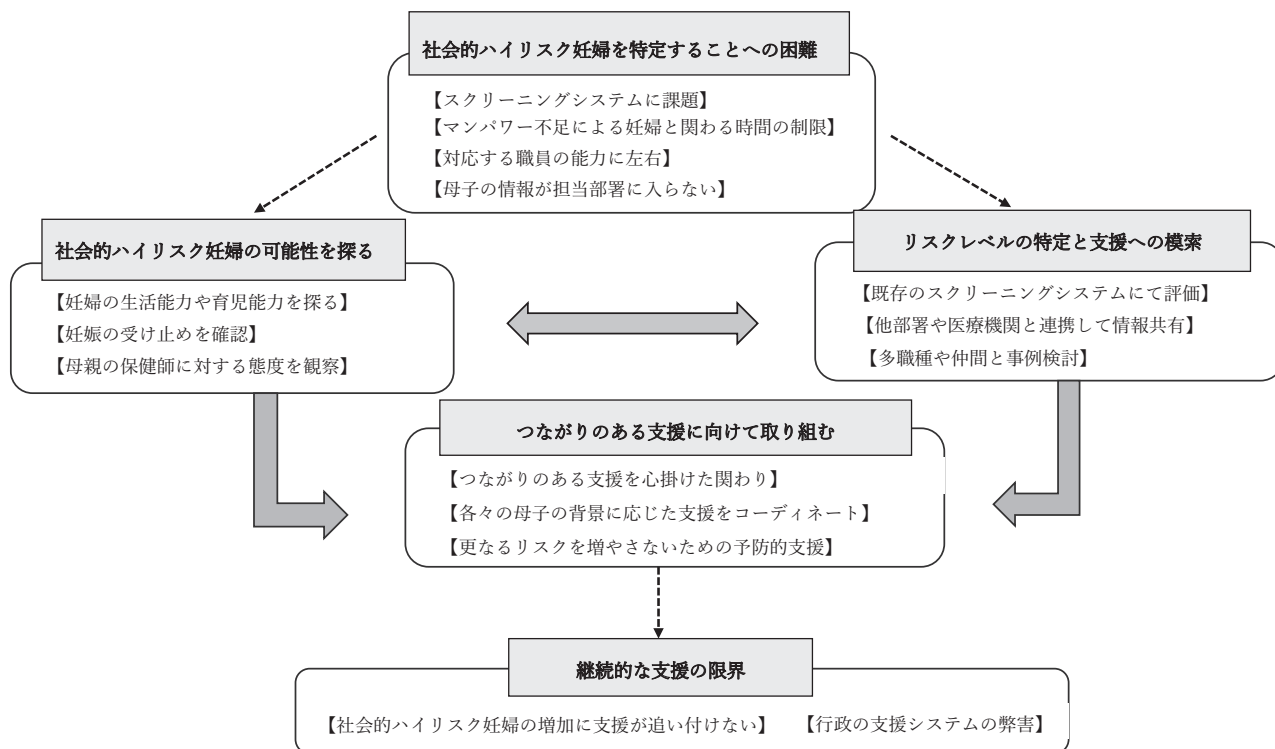 社会的ハイリスク妊婦を特定することへの困難
【スクリーニングシステムに課題】
【マンパワー不足による妊婦と関わる時間の制限】
【対応する職員の能力に左右】
【母子の情報が担当部署に入らない】
社会的ハイリスク妊婦の可能性を探る
【妊婦の生活能力や育児能力を探る】
【妊娠の受け止めを確認】
【母親の保健師に対する態度を観察】
リスクレベルの特定と支援への模索
【既存のスクリーニングシステムにて評価】
【他部署や医療機関と連携して情報共有】
【多職種や仲間と事例検討】
つながりのある支援に向けて取り組む
【つながりのある支援を心掛けた関わり】
【各々の母子の背景に応じた支援をコーディネート】
【更なるリスクを増やさないための予防的支援】
継続的な支援の限界
【社会的ハイリスク妊婦の増加に支援が追い付けない】 【行政の支援システムの弊害】